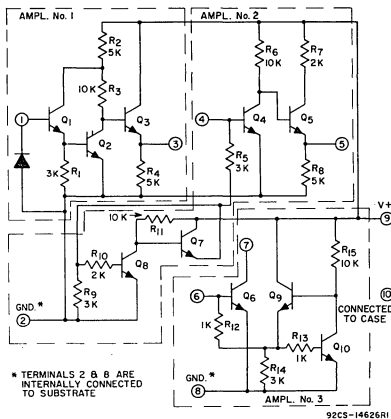 AMPL. No. 1
AMPL. No. 2
R2
5K
R3
10K
Q1
Q2
Q3
1
3
3K
R1
R4
5K
R6
10K
R7
2K
Q4
Q5
4
5
R5
3K
R8
5K
10K
R11
Q7
R10
2K
Q8
R9
3K
GND. *
2
V+
9
7
R15
10K
10
CONNECTED
TO CASE
6
Q6
Q9
R12
1K
R13
1K
Q10
R14
3K
GND. *
8
AMPL. No. 3
* TERMINALS 2 & 8 ARE
INTERNALLY CONNECTED
TO SUBSTRATE
92CS-14626R1